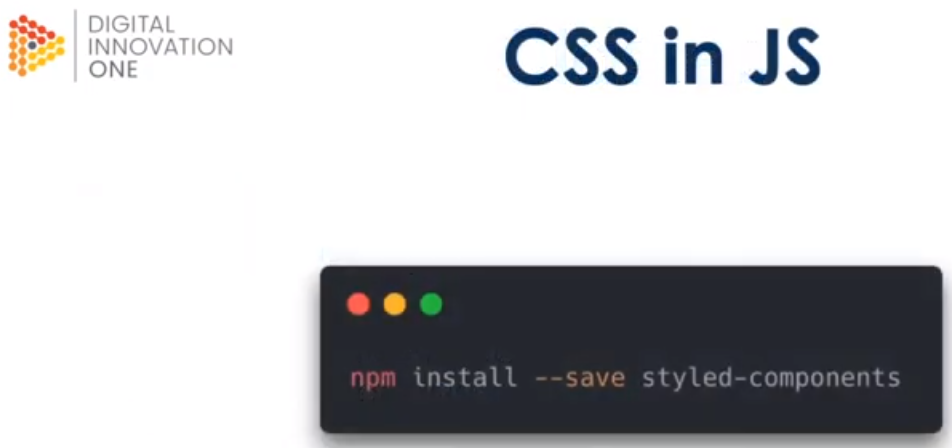 DIGITAL
INNOVATION
ONE
CSS in JS
npm install --save styled-components